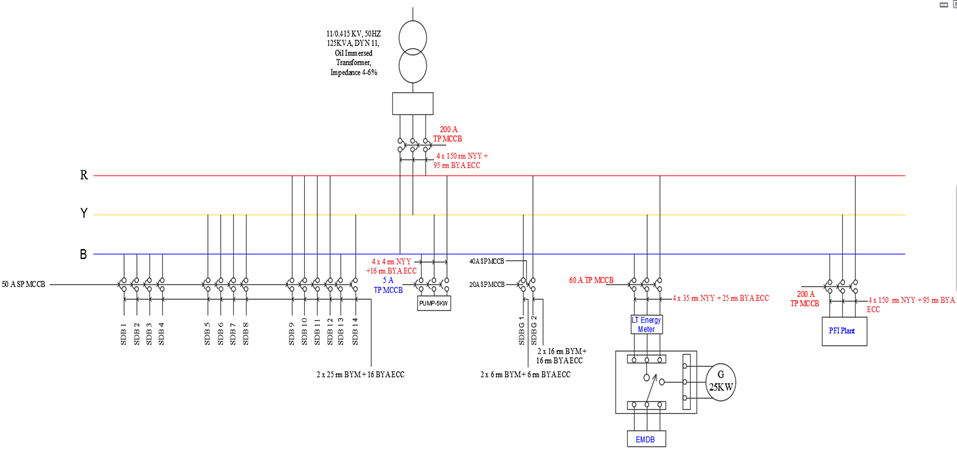 11/0.415 KV, 50HZ
125KVA, DYN 11,
Oil Immersed
Transformer,
Impedance 4-6%
200 A
TP MCCB
4 x 150 rm NYY +
95 rm BYA ECC
R
Y
B
4 x 4 rm NYY
+16 rm BYA ECC
40A SP MCCB
50 A SP MCCB
5 A
TP MCCB
20A SP MCCB
60 A TP MCCB
200 A
TP MCCB
PUMP-5KW
4 x 35 rm NYY + 25 rm BYA ECC
4 x 150 rm NYY + 95 rm BYA
ECC
SDB 1
SDB 2
SDB 3
SDB 4
SDB 5
SDB 6
SDB 7
SDB 8
SDB 9
SDB 10
SDB 11
SDB 12
SDB 13
SDB 14
SDBG 1
SDBG 2
LT Energy
Meter
PFI Plant
2 x 16 rm BYM+
16 rm BYA ECC
2 x 25 rm BYM + 16 BYA ECC
2 x 6 rm BYM + 6 rm BYA ECC
G
25KW
EMDB